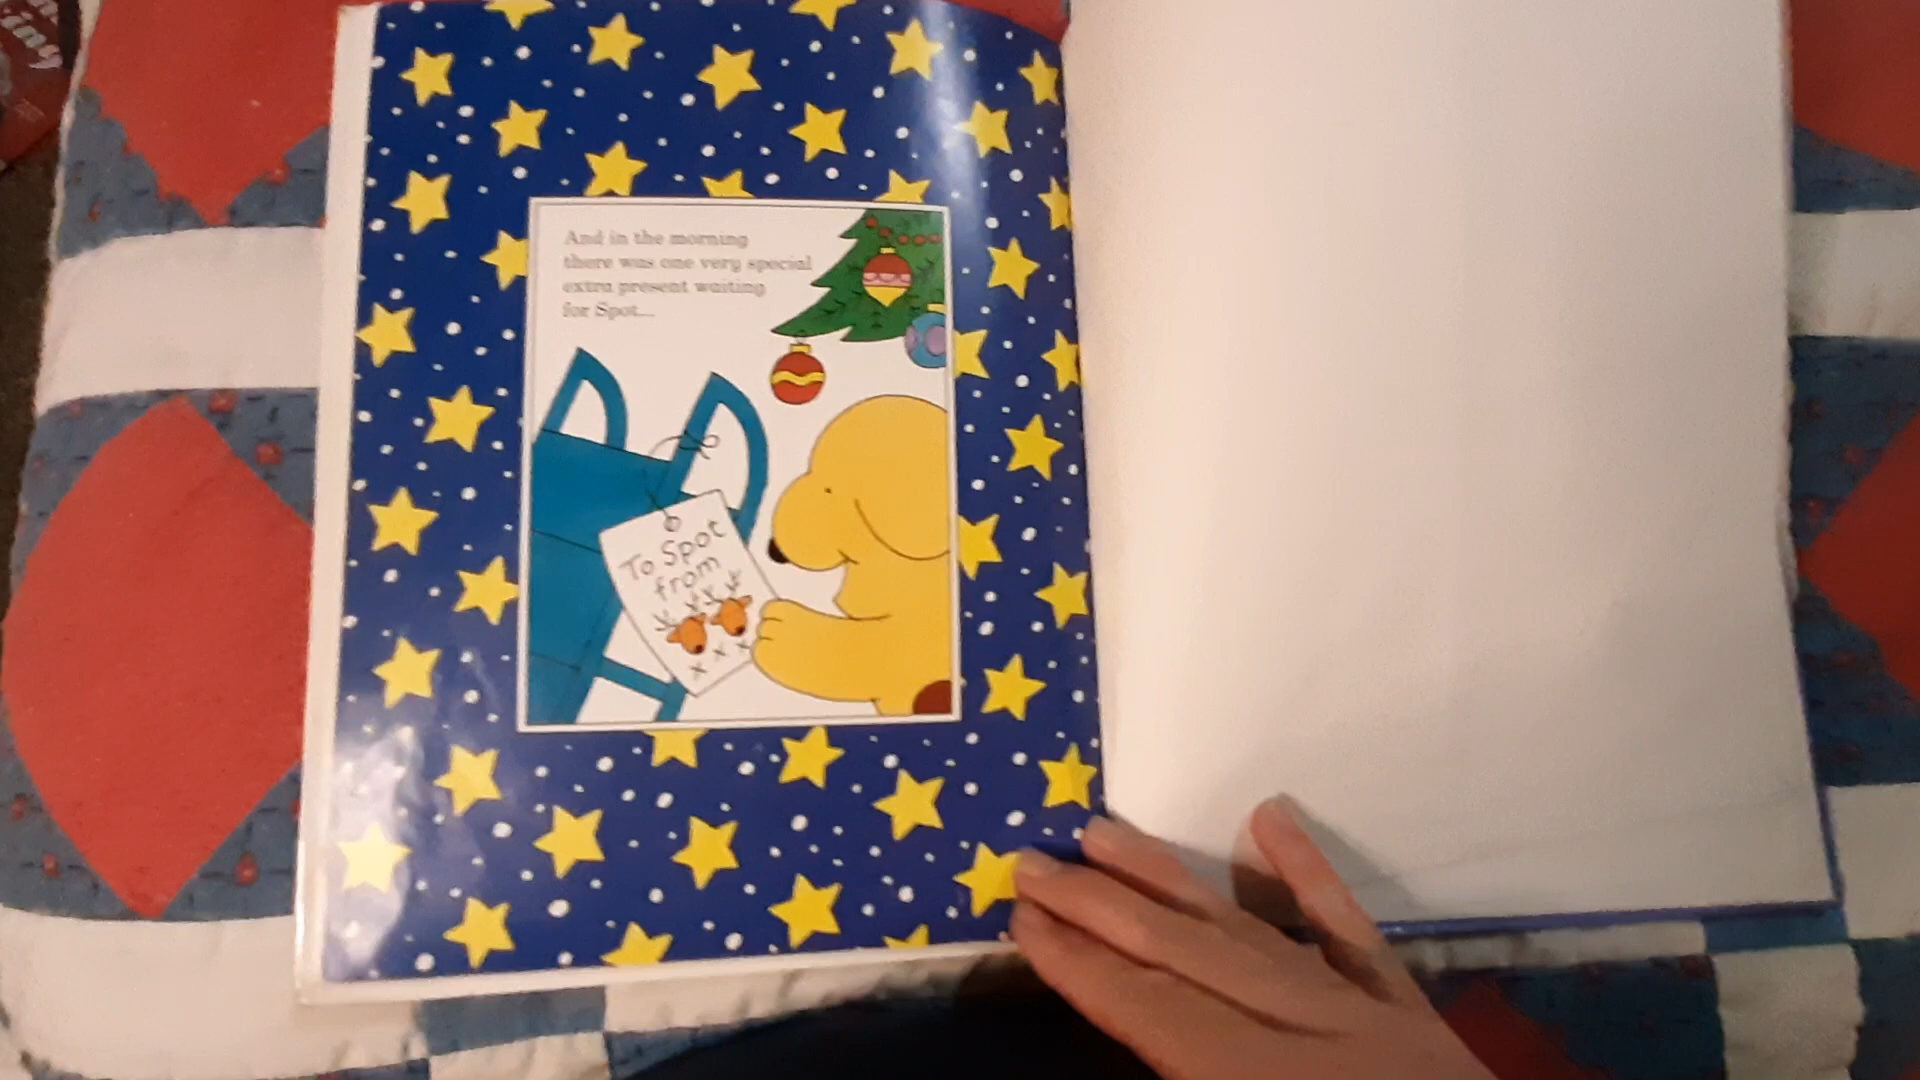 And in the morning
there was one very special
extra present waiting
for Spot...
To Spot
from
x x x